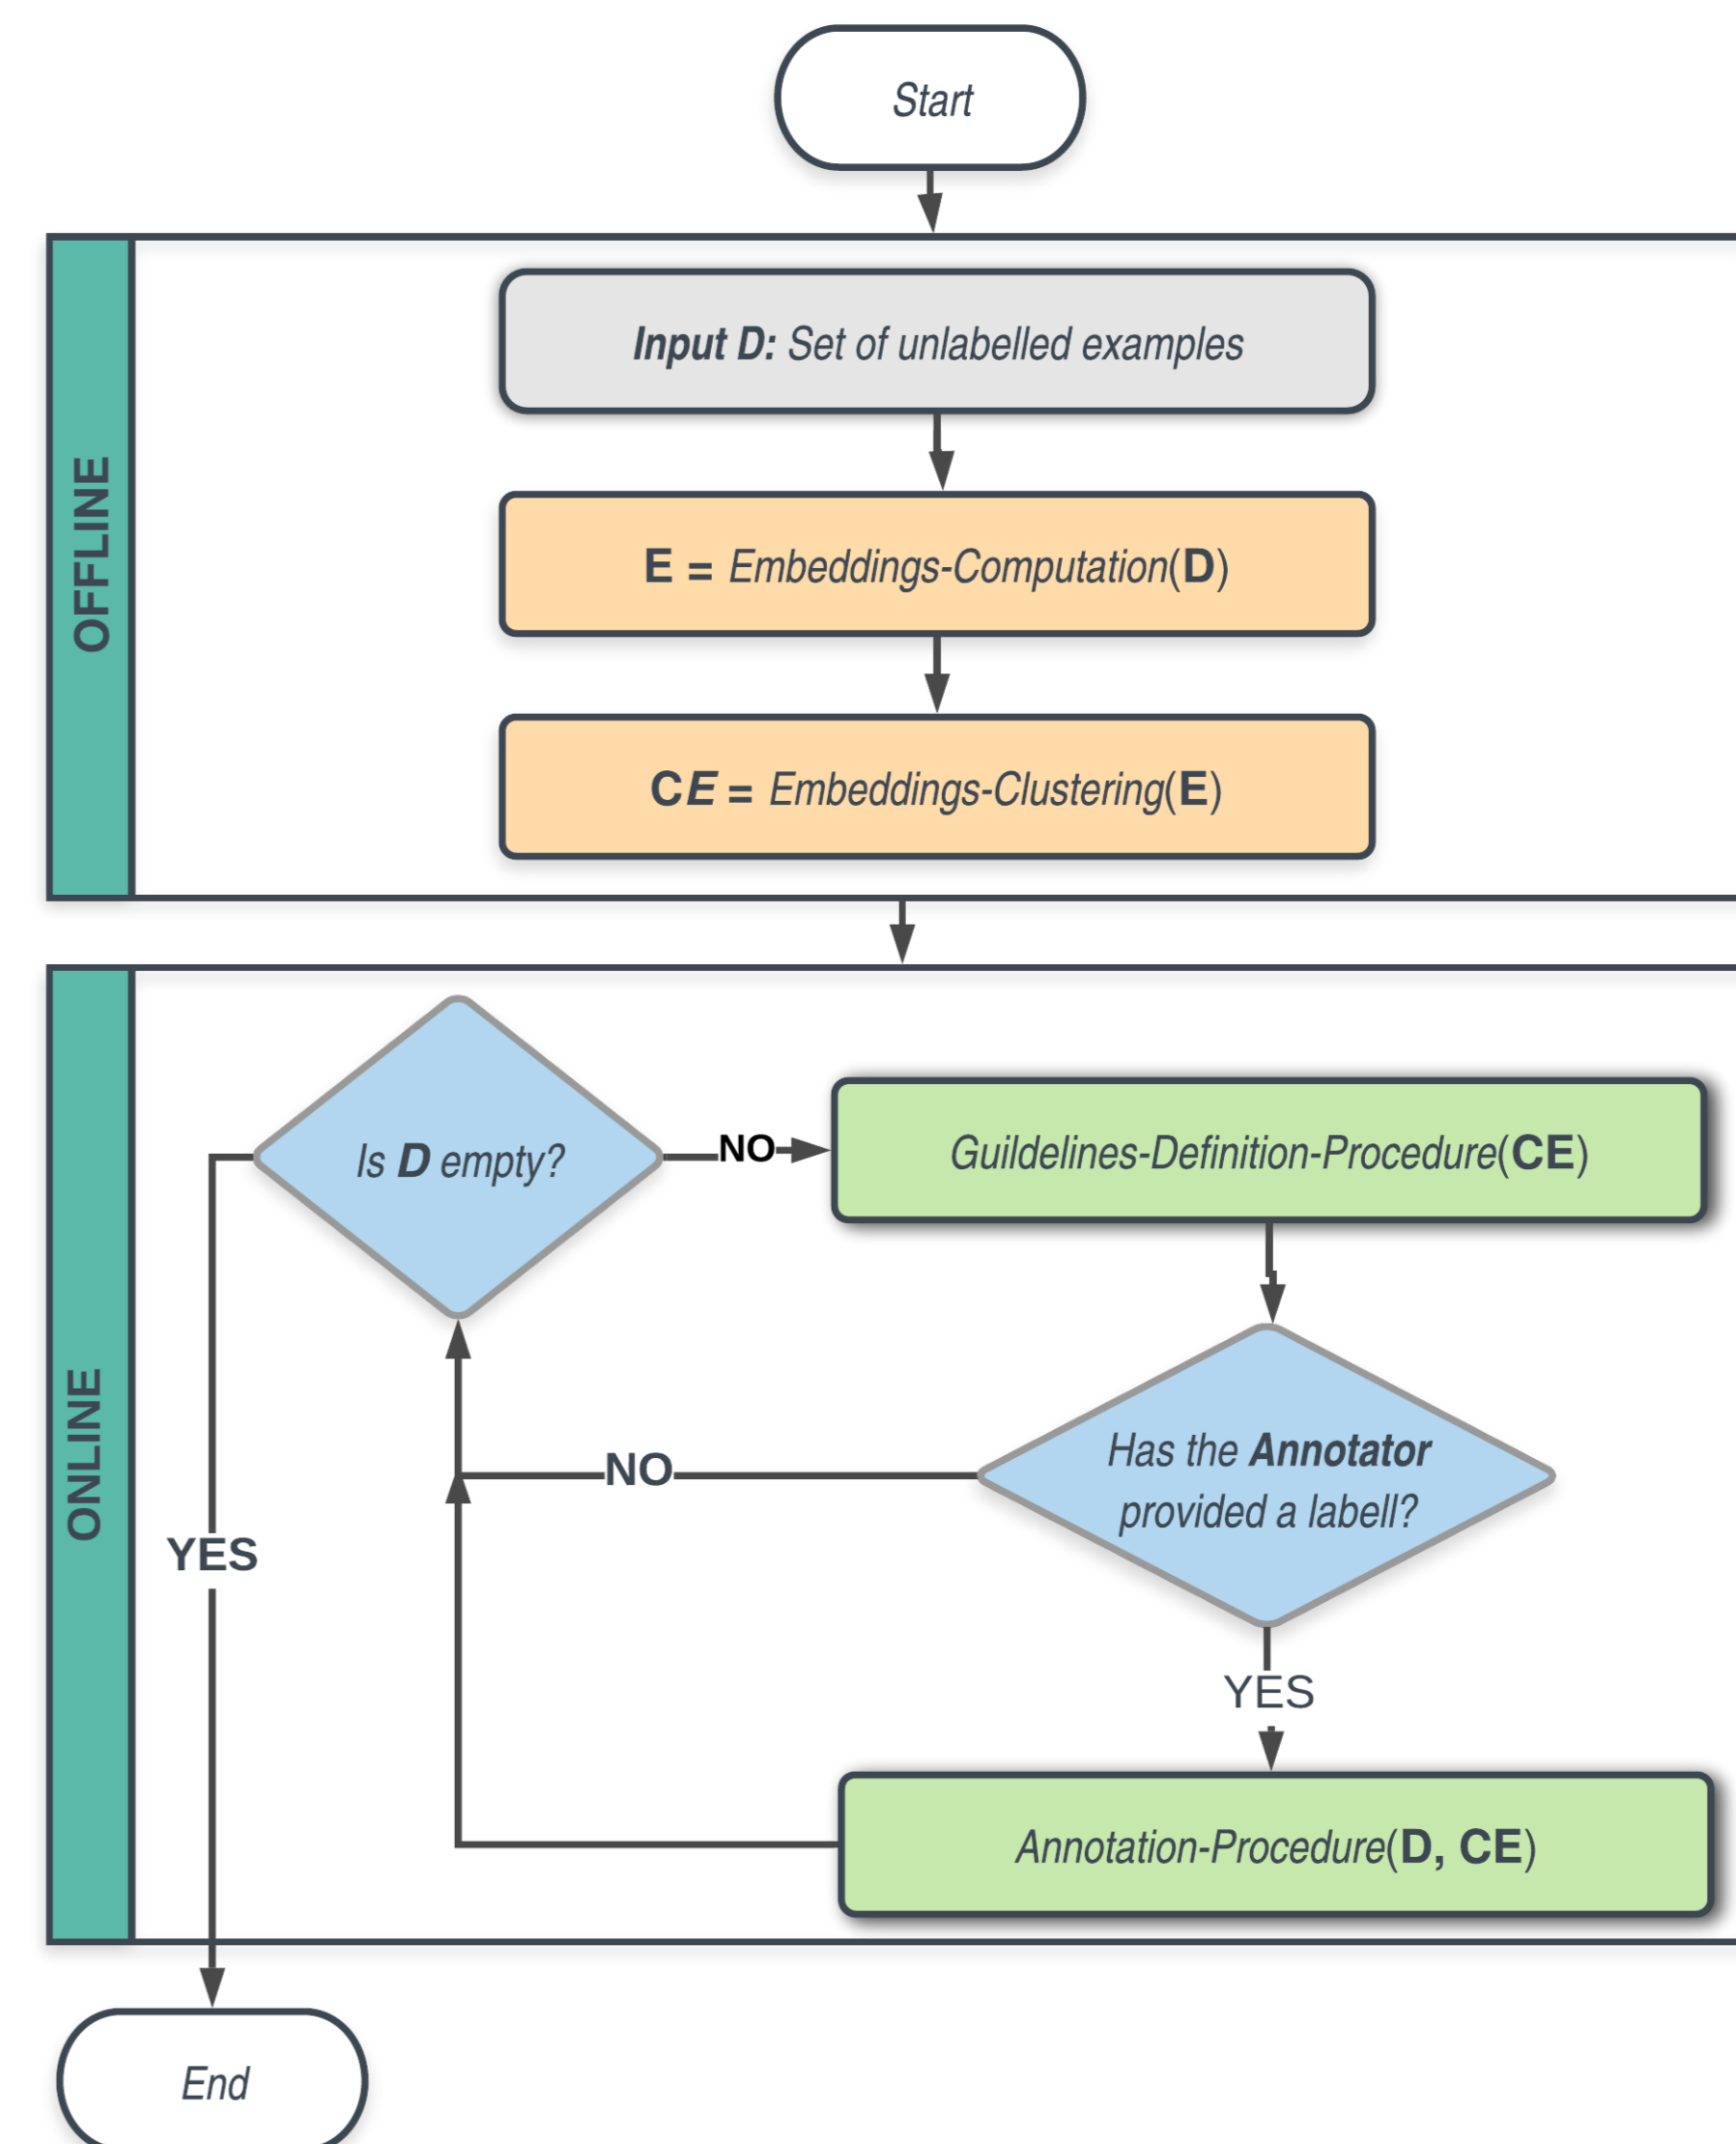 Start
OFFLINE
Input D: Set of unlabelled examples
E = Embeddings-Computation(D)
CE = Embeddings-Clustering(E)
ONLINE
Is D empty?
NO
Guildelines-Definition-Procedure(CE)
Has the Annotator
provided a labell?
NO
YES
YES
Annotation-Procedure(D, CE)
End